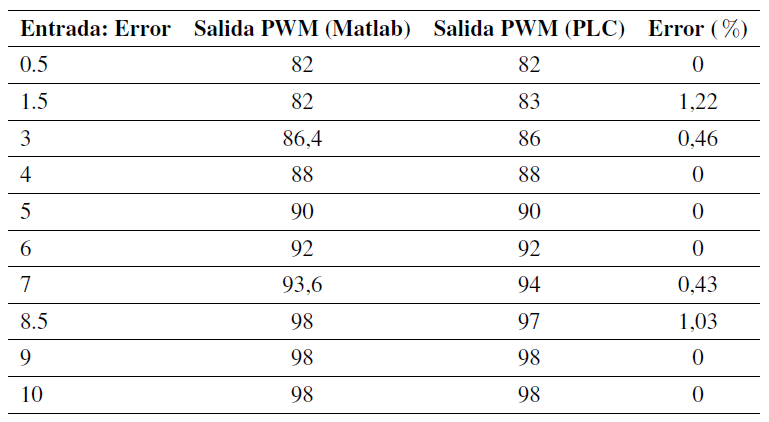 Entrada: Error Salida PWM (Matlab) Salida PWM (PLC) Error (%)
0.5 82 82 0
1.5 82 83 1,22
3 86,4 86 0,46
4 88 88 0
5 90 90 0
6 92 92 0
7 93,6 94 0,43
8.5 98 97 1,03
9 98 98 0
10 98 98 0